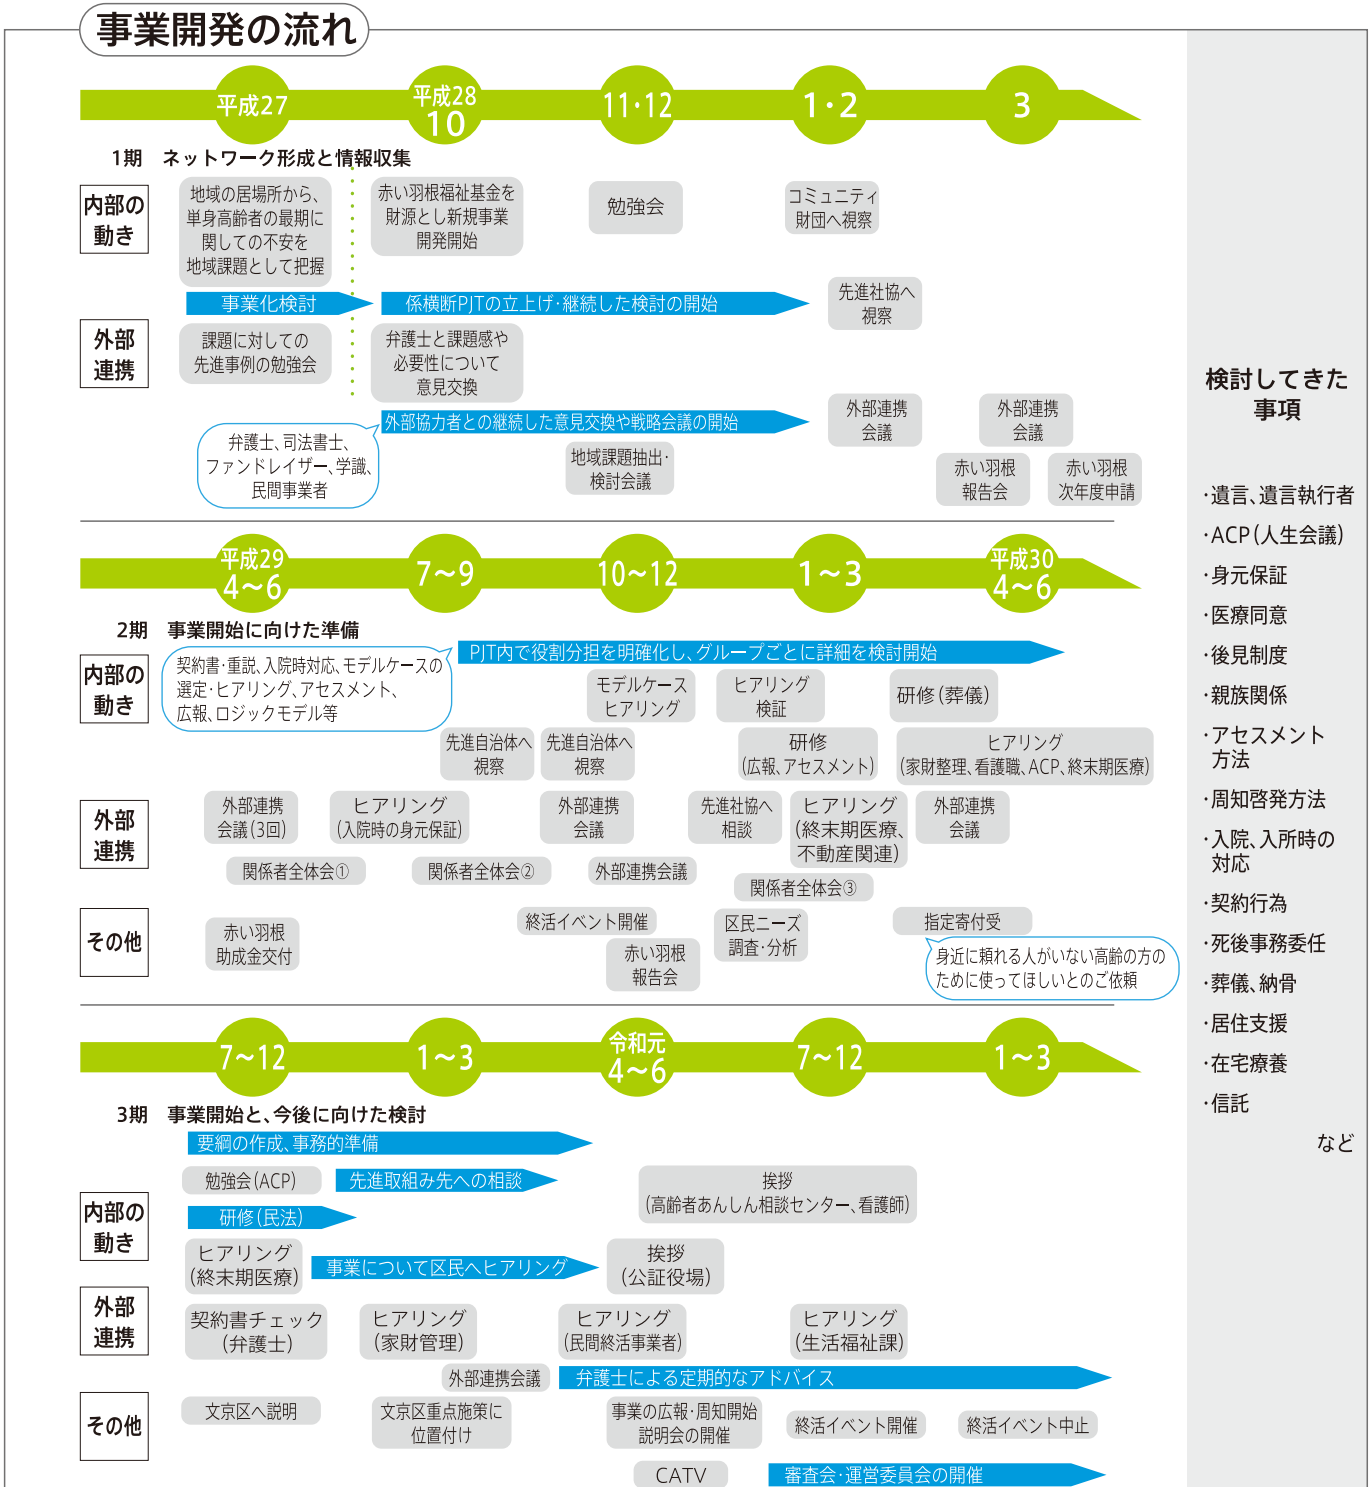 事業開発の流れ
平成27
平成28
10
11・12
1・2
3
1期 ネットワーク形成と情報収集
内部の
動き
地域の居場所から、
単身高齢者の最期に
関しての不安を
地域課題として把握
赤い羽根福祉基金を
財源とし新規事業
開発開始
勉強会
コミュニティ
財団へ視察
事業化検討
係横断PJTの立上げ・継続した検討の開始
先進社協へ
視察
外部
連携
課題に対しての
先進事例の勉強会
弁護士と課題感や
必要性について
意見交換
外部協力者との継続した意見交換や戦略会議の開始
弁護士、司法書士、
ファンドレイザー、学識、
民間事業者
地域課題抽出・
検討会議
外部連携
会議
外部連携
会議
赤い羽根
報告会
赤い羽根
次年度申請
平成29
4〜6
7〜9
10〜12
1〜3
平成30
4〜6
2期 事業開始に向けた準備
内部の
動き
契約書・重説、入院時対応、モデルケースの
選定・ヒアリング、アセスメント、
広報、ロジックモデル等
PJT内で役割分担を明確化し、グループごとに詳細を検討開始
モデルケース
ヒアリング
ヒアリング
検証
研修(葬儀)
先進自治体へ
視察
先進自治体へ
視察
研修
(広報、アセスメント)
ヒアリング
(家財整理、看護職、ACP、終末期医療)
外部
連携
外部連携
会議(3回)
ヒアリング
(入院時の身元保証)
外部連携
会議
先進社協へ
相談
ヒアリング
(終末期医療、
不動産関連)
外部連携
会議
関係者全体会①
関係者全体会②
外部連携会議
関係者全体会③
その他
赤い羽根
助成金交付
終活イベント開催
赤い羽根
報告会
区民ニーズ
調査・分析
指定寄付受
身近に頼れる人がいない高齢の方の
ために使ってほしいとのご依頼
7〜12
1〜3
令和元
4〜6
7〜12
1〜3
3期 事業開始と、今後に向けた検討
要綱の作成、事務的準備
内部の
動き
勉強会(ACP)
先進取組み先への相談
挨拶
(高齢者あんしん相談センター、看護師)
研修(民法)
ヒアリング
(終末期医療)
事業について区民へヒアリング
挨拶
(公証役場)
外部
連携
契約書チェック
(弁護士)
ヒアリング
(家財管理)
ヒアリング
(民間終活事業者)
ヒアリング
(生活福祉課)
外部連携会議
弁護士による定期的なアドバイス
その他
文京区へ説明
文京区重点施策に
位置付け
事業の広報・周知開始
説明会の開催
終活イベント開催
終活イベント中止
CATV
審査会・運営委員会の開催
検討してきた
事項
・遺言、遺言執行者
・ACP(人生会議)
・身元保証
・医療同意
・後見制度
・親族関係
・アセスメント
方法
・周知啓発方法
・入院、入所時の
対応
・契約行為
・死後事務委任
・葬儀、納骨
・居住支援
・在宅療養
・信託
など